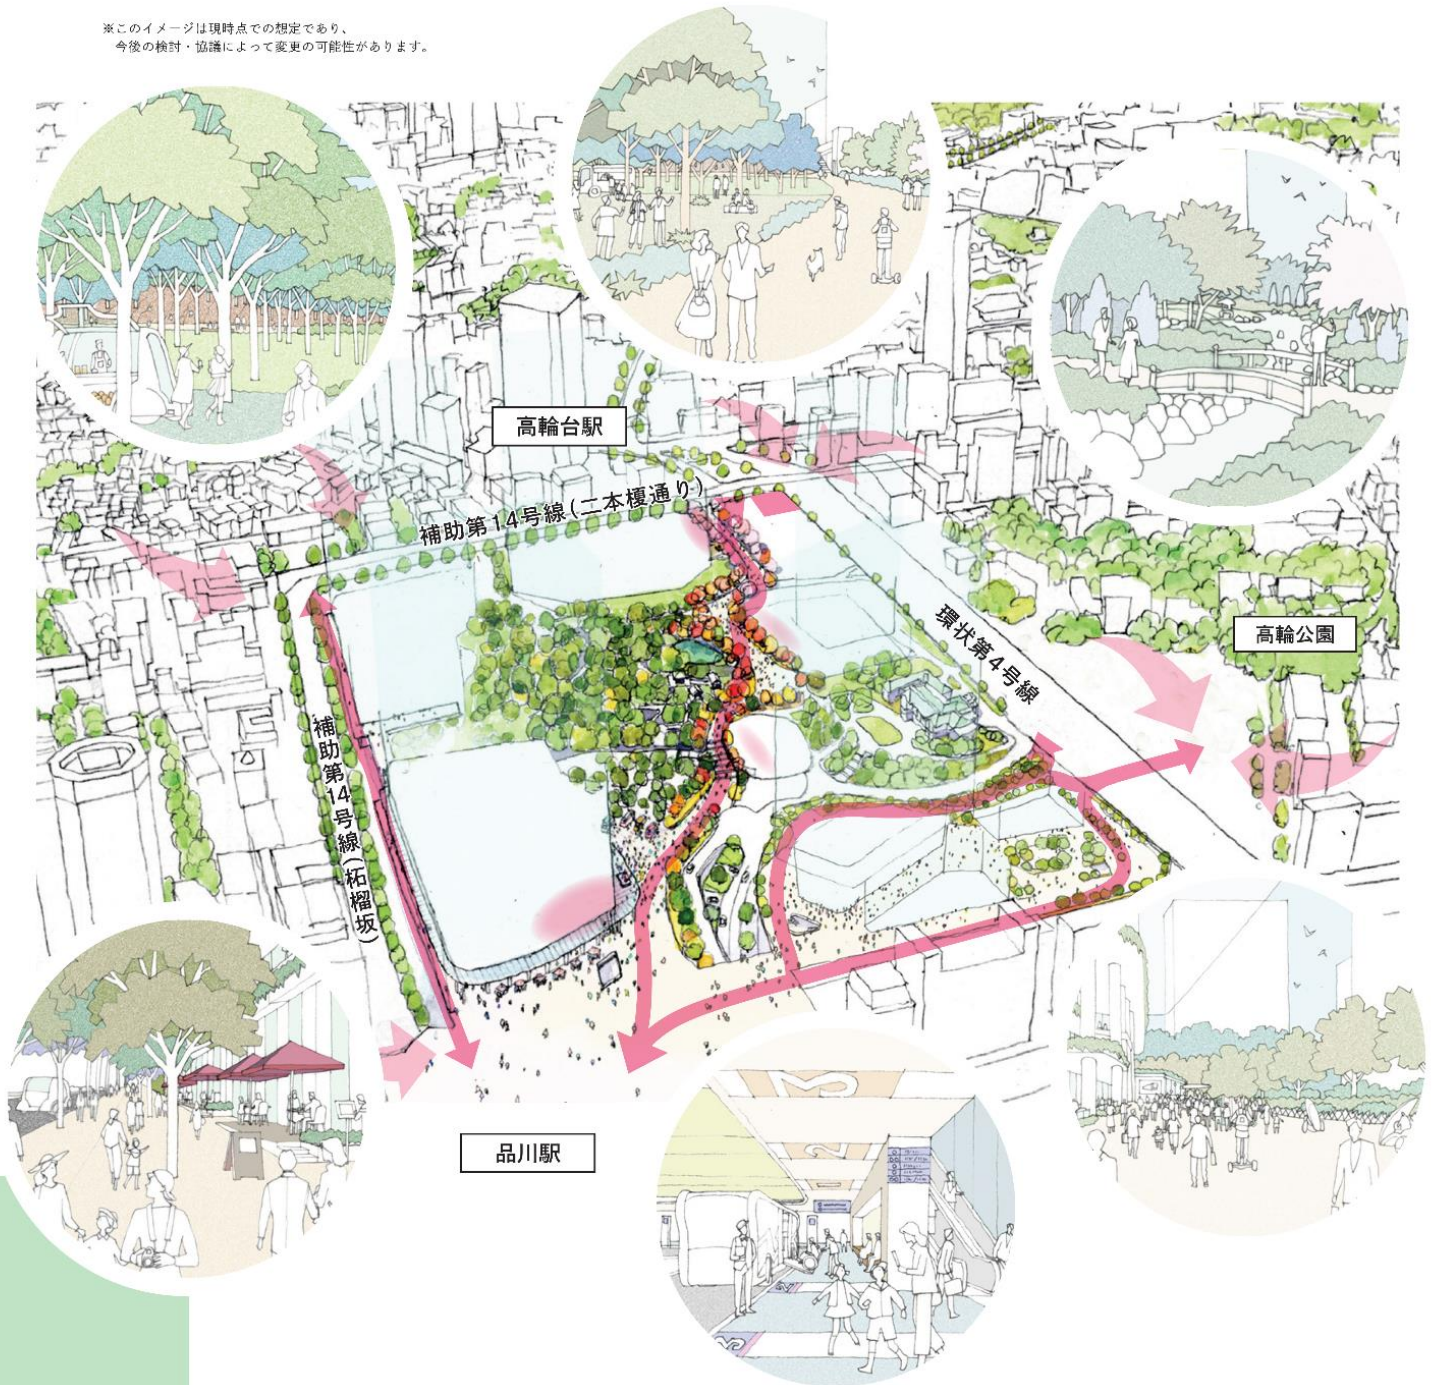 ※このイメージは現時点での想定であり、
今後の検討・協議によって変更の可能性があります。
高輪台駅
補助第14号線(二本榎通り)
環状第4号線
高輪公園
補助第14号線(柘榴坂)
品川駅
3
2